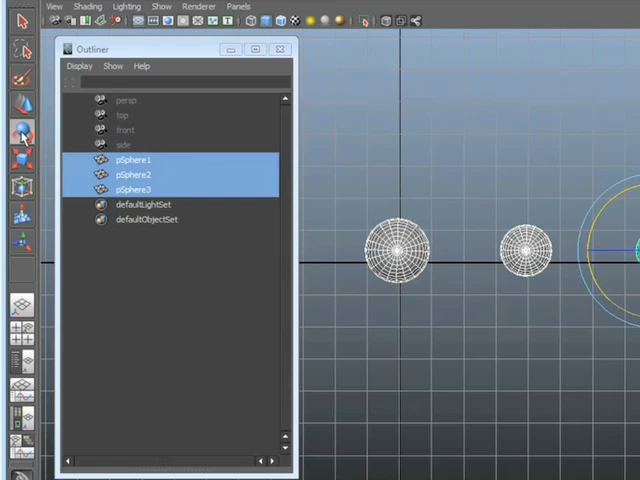 View Shading Lighting Show Renderer Panels
Outliner
Display Show Help
persp
top
front
side
pSphere1
pSphere2
pSphere3
defaultLightSet
defaultObjectSet